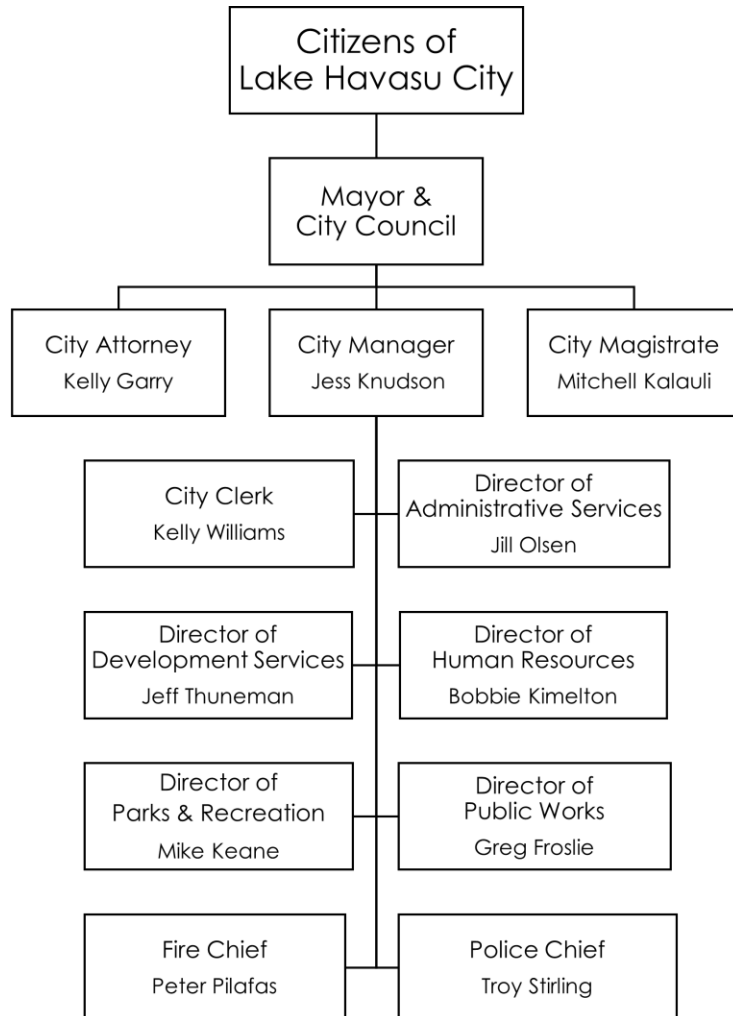 Citizens of
Lake Havasu City
Mayor &
City Council
City Attorney
Kelly Garry
City Manager
Jess Knudson
City Magistrate
Mitchell Kalauli
City Clerk
Kelly Williams
Director of
Administrative Services
Jill Olsen
Director of
Development Services
Jeff Thuneman
Director of
Human Resources
Bobbie Kimelton
Director of
Parks & Recreation
Mike Keane
Director of
Public Works
Greg Froslie
Fire Chief
Peter Pilafas
Police Chief
Troy Stirling